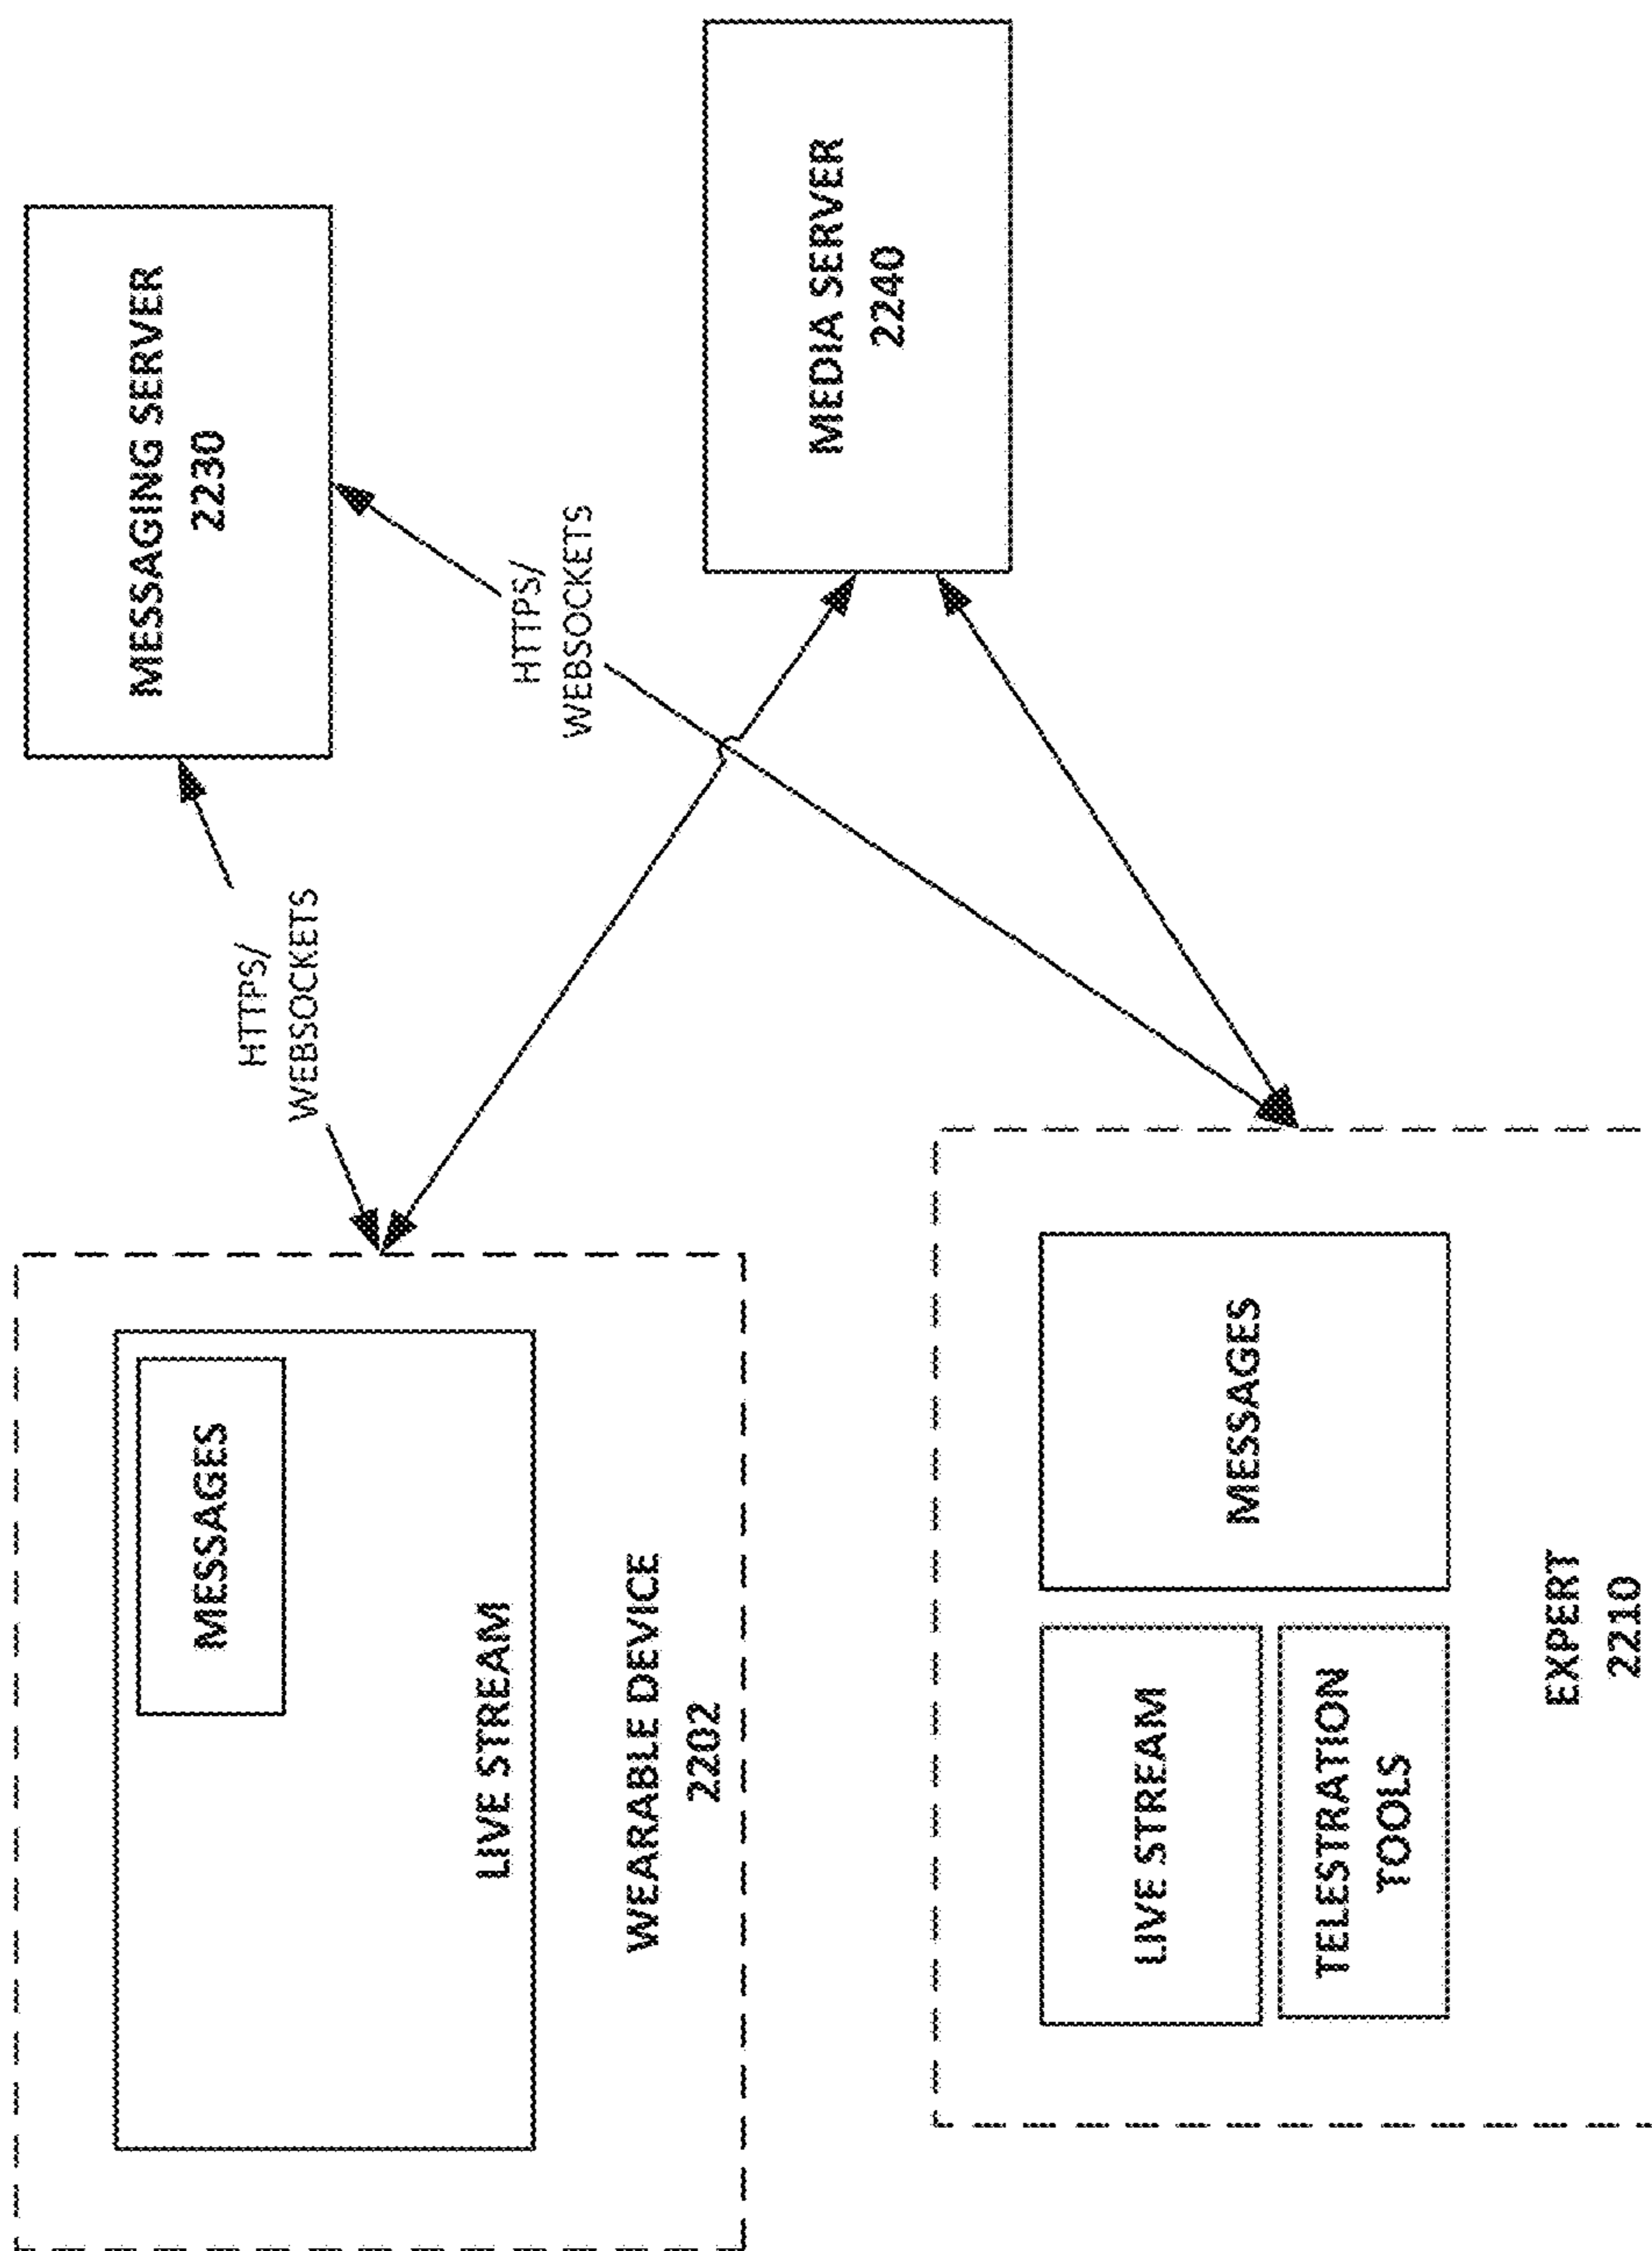 MESSAGES
LIVE STREAM
WEARABLE DEVICE
2202
HTTPS/
WEBSOCKETS
MESSAGING SERVER
2230
HTTPS/
WEBSOCKETS
MEDIA SERVER
2240
LIVE STREAM
TELESTRATION
TOOLS
MESSAGES
EXPERT
2210